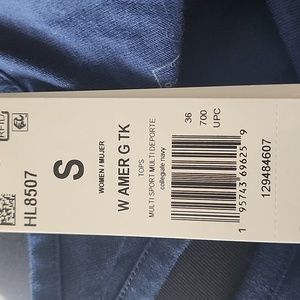 RFID
HL8507
S
WOMEN / MUJER
W AMER G TK
TOPS
MULTI SPORT MULTI DEPORTE
collegiate navy
36
700
UPC
1 95743 69625 9
129484607